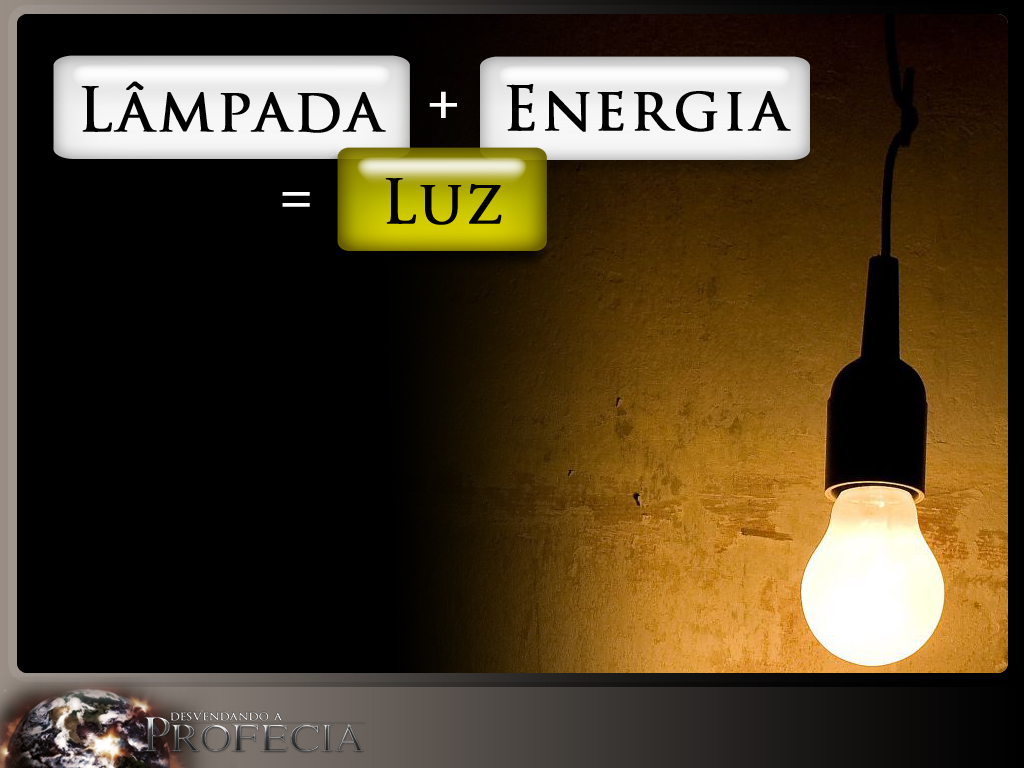 Lâmpada + Energia
= Luz
Desvendando a
Profecia